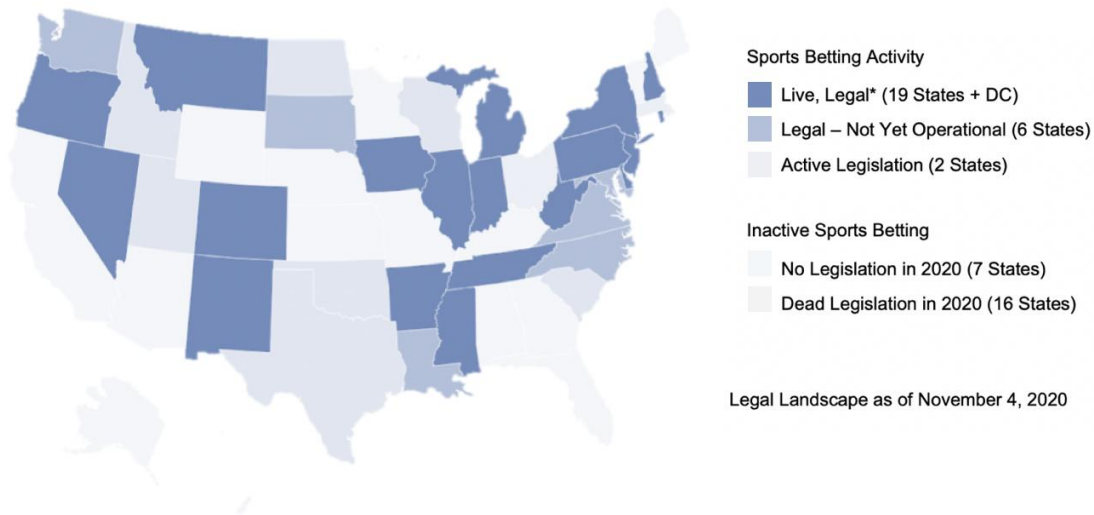 Sports Betting Activity
Live, Legal* (19 States + DC)
Legal – Not Yet Operational (6 States)
Active Legislation (2 States)
Inactive Sports Betting
No Legislation in 2020 (7 States)
Dead Legislation in 2020 (16 States)
Legal Landscape as of November 4, 2020